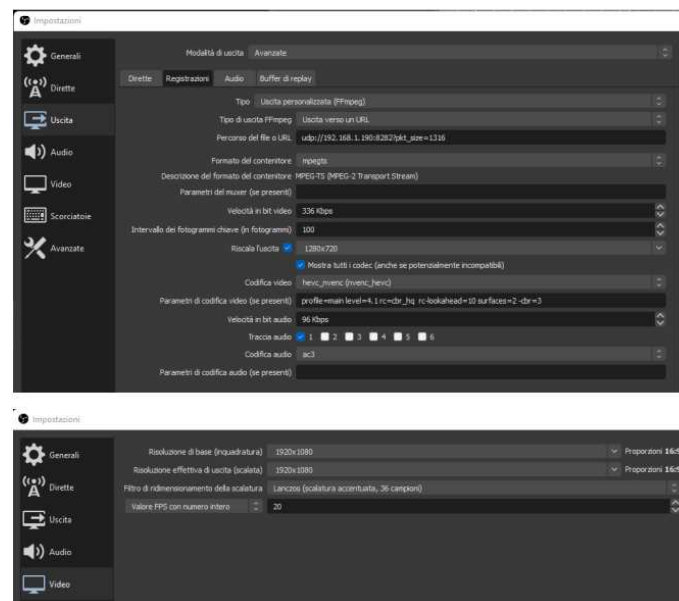 Impostazioni
Generali
Dirette
Uscita
Audio
Video
Scorciatoie
Avanzate
Modalità di uscita Avanzate
Dirette Registrazioni Audio Buffer di replay
Tipo Uscita personalizzata (FFmpeg)
Tipo di uscita FFmpeg Uscita verso un URL
Percorso del file o URL udp://192.168.1.190:8282?pkt_size=1316
Formato del contenitore mpegts
Descrizione del formato del contenitore MPEG-TS (MPEG-2 Transport Stream)
Parametri del muxer (se presenti)
Velocità in bit video 336 Kbps
Intervallo dei fotogrammi chiave (in fotogrammi) 100
Riscala l'uscita 1280x720
Mostra tutti i codec (anche se potenzialmente incompatibili)
Codifica video hevc_nvenc (nvenc_hevc)
Parametri di codifica video (se presenti) profile=main level=4.1 rc=cbr_hq rc-lookahead=10 surfaces=2 -cbr=3
Velocità in bit audio 96 Kbps
Traccia audio 1 2 3 4 5 6
Codifica audio ac3
Parametri di codifica audio (se presenti)
Impostazioni
Generali
Dirette
Uscita
Audio
Video
Risoluzione di base (inquadratura) 1920x1080 Proporzioni 16:9
Risoluzione effettiva di uscita (scalata) 1920x1080 Proporzioni 16:9
Filtro di ridimensionamento della scalatura Lanczos (scalatura accentuata, 36 campioni)
Valore FPS con numero intero 20